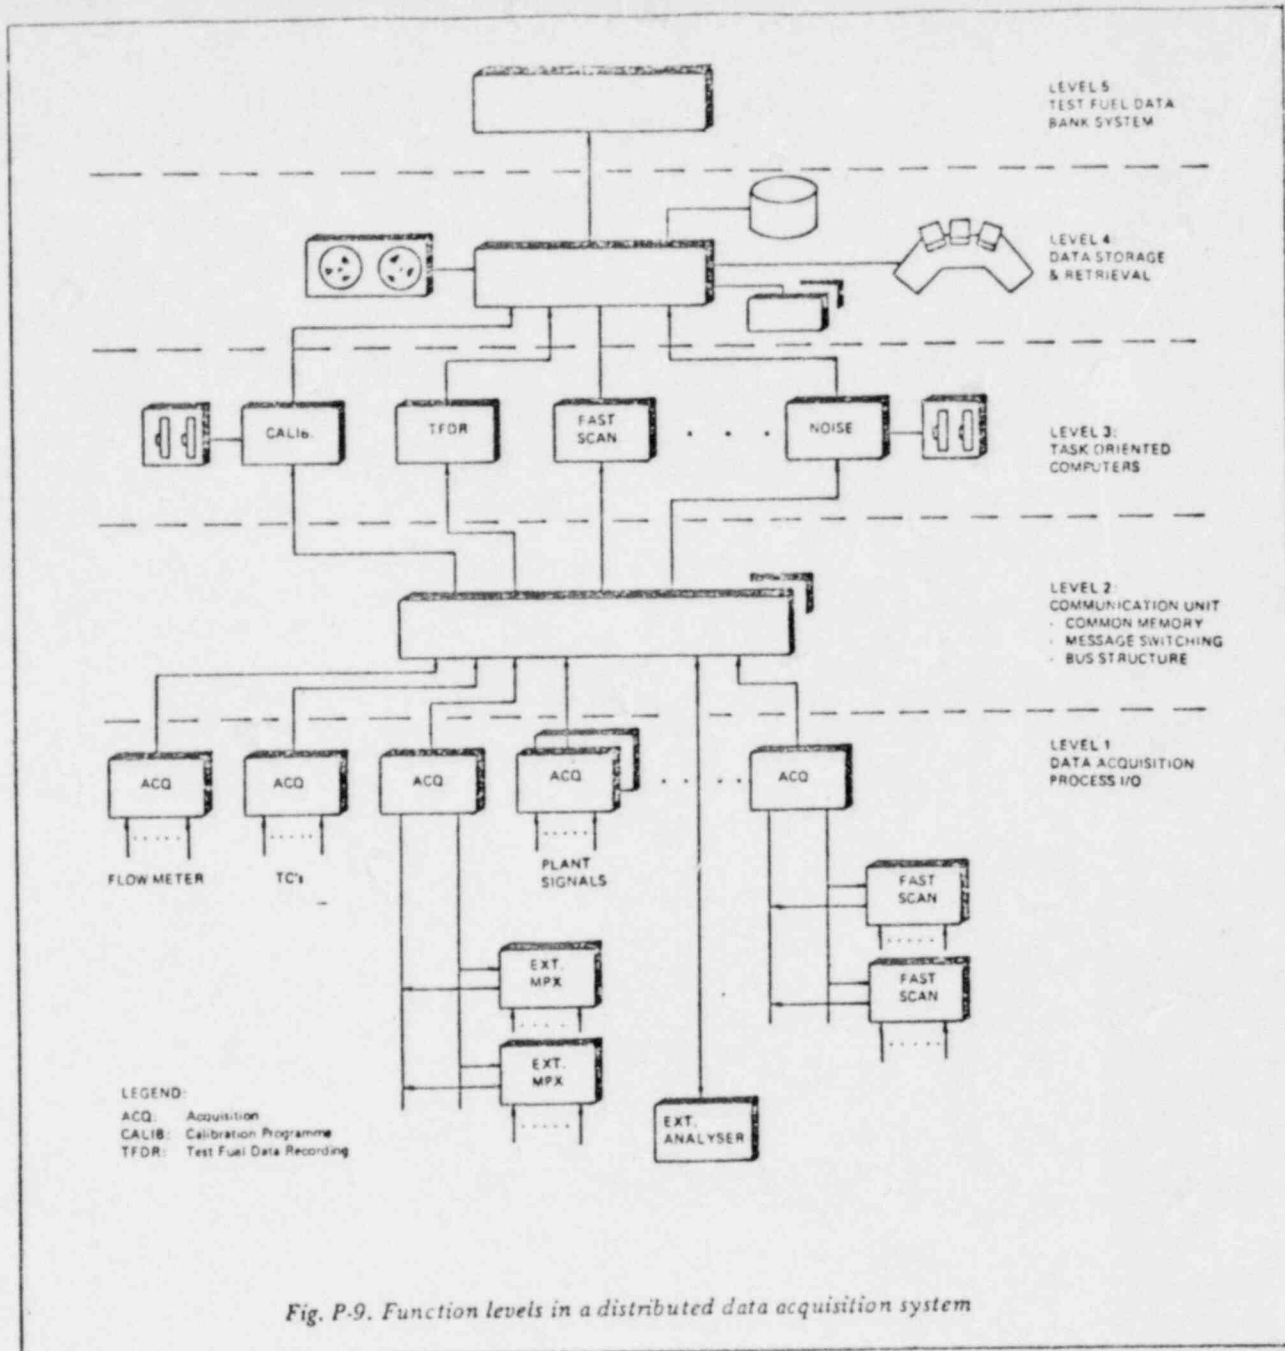 LEVEL 5
TEST FUEL DATA
BANK SYSTEM
LEVEL 4:
DATA STORAGE
& RETRIEVAL
CALIB.
TFDR
FAST
SCAN
. . .
NOISE
LEVEL 3:
TASK ORIENTED
COMPUTERS
LEVEL 2:
COMMUNICATION UNIT
· COMMON MEMORY
· MESSAGE SWITCHING
· BUS STRUCTURE
LEVEL 1
DATA ACQUISITION
PROCESS I/O
ACQ
ACQ
ACQ
ACQ
ACQ
FLOW METER
TC's
PLANT
SIGNALS
FAST
SCAN
FAST
SCAN
EXT.
MPX
EXT.
MPX
EXT.
ANALYSER
LEGEND:
ACQ: Acquisition
CALIB: Calibration Programme
TFDR: Test Fuel Data Recording
Fig. P-9. Function levels in a distributed data acquisition system